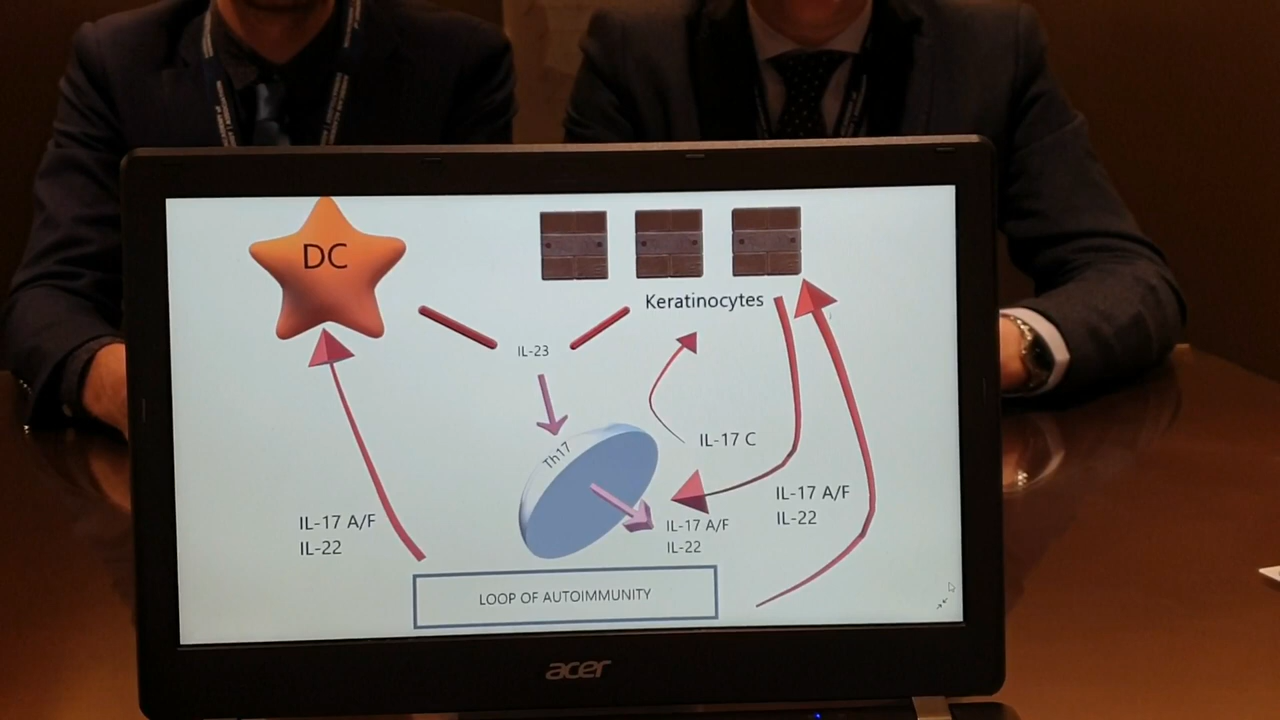 DC
Keratinocytes
IL-23
Th17
IL-17 C
IL-17 A/F
IL-22
IL-17 A/F
IL-22
IL-17 A/F
IL-22
LOOP OF AUTOIMMUNITY
acer